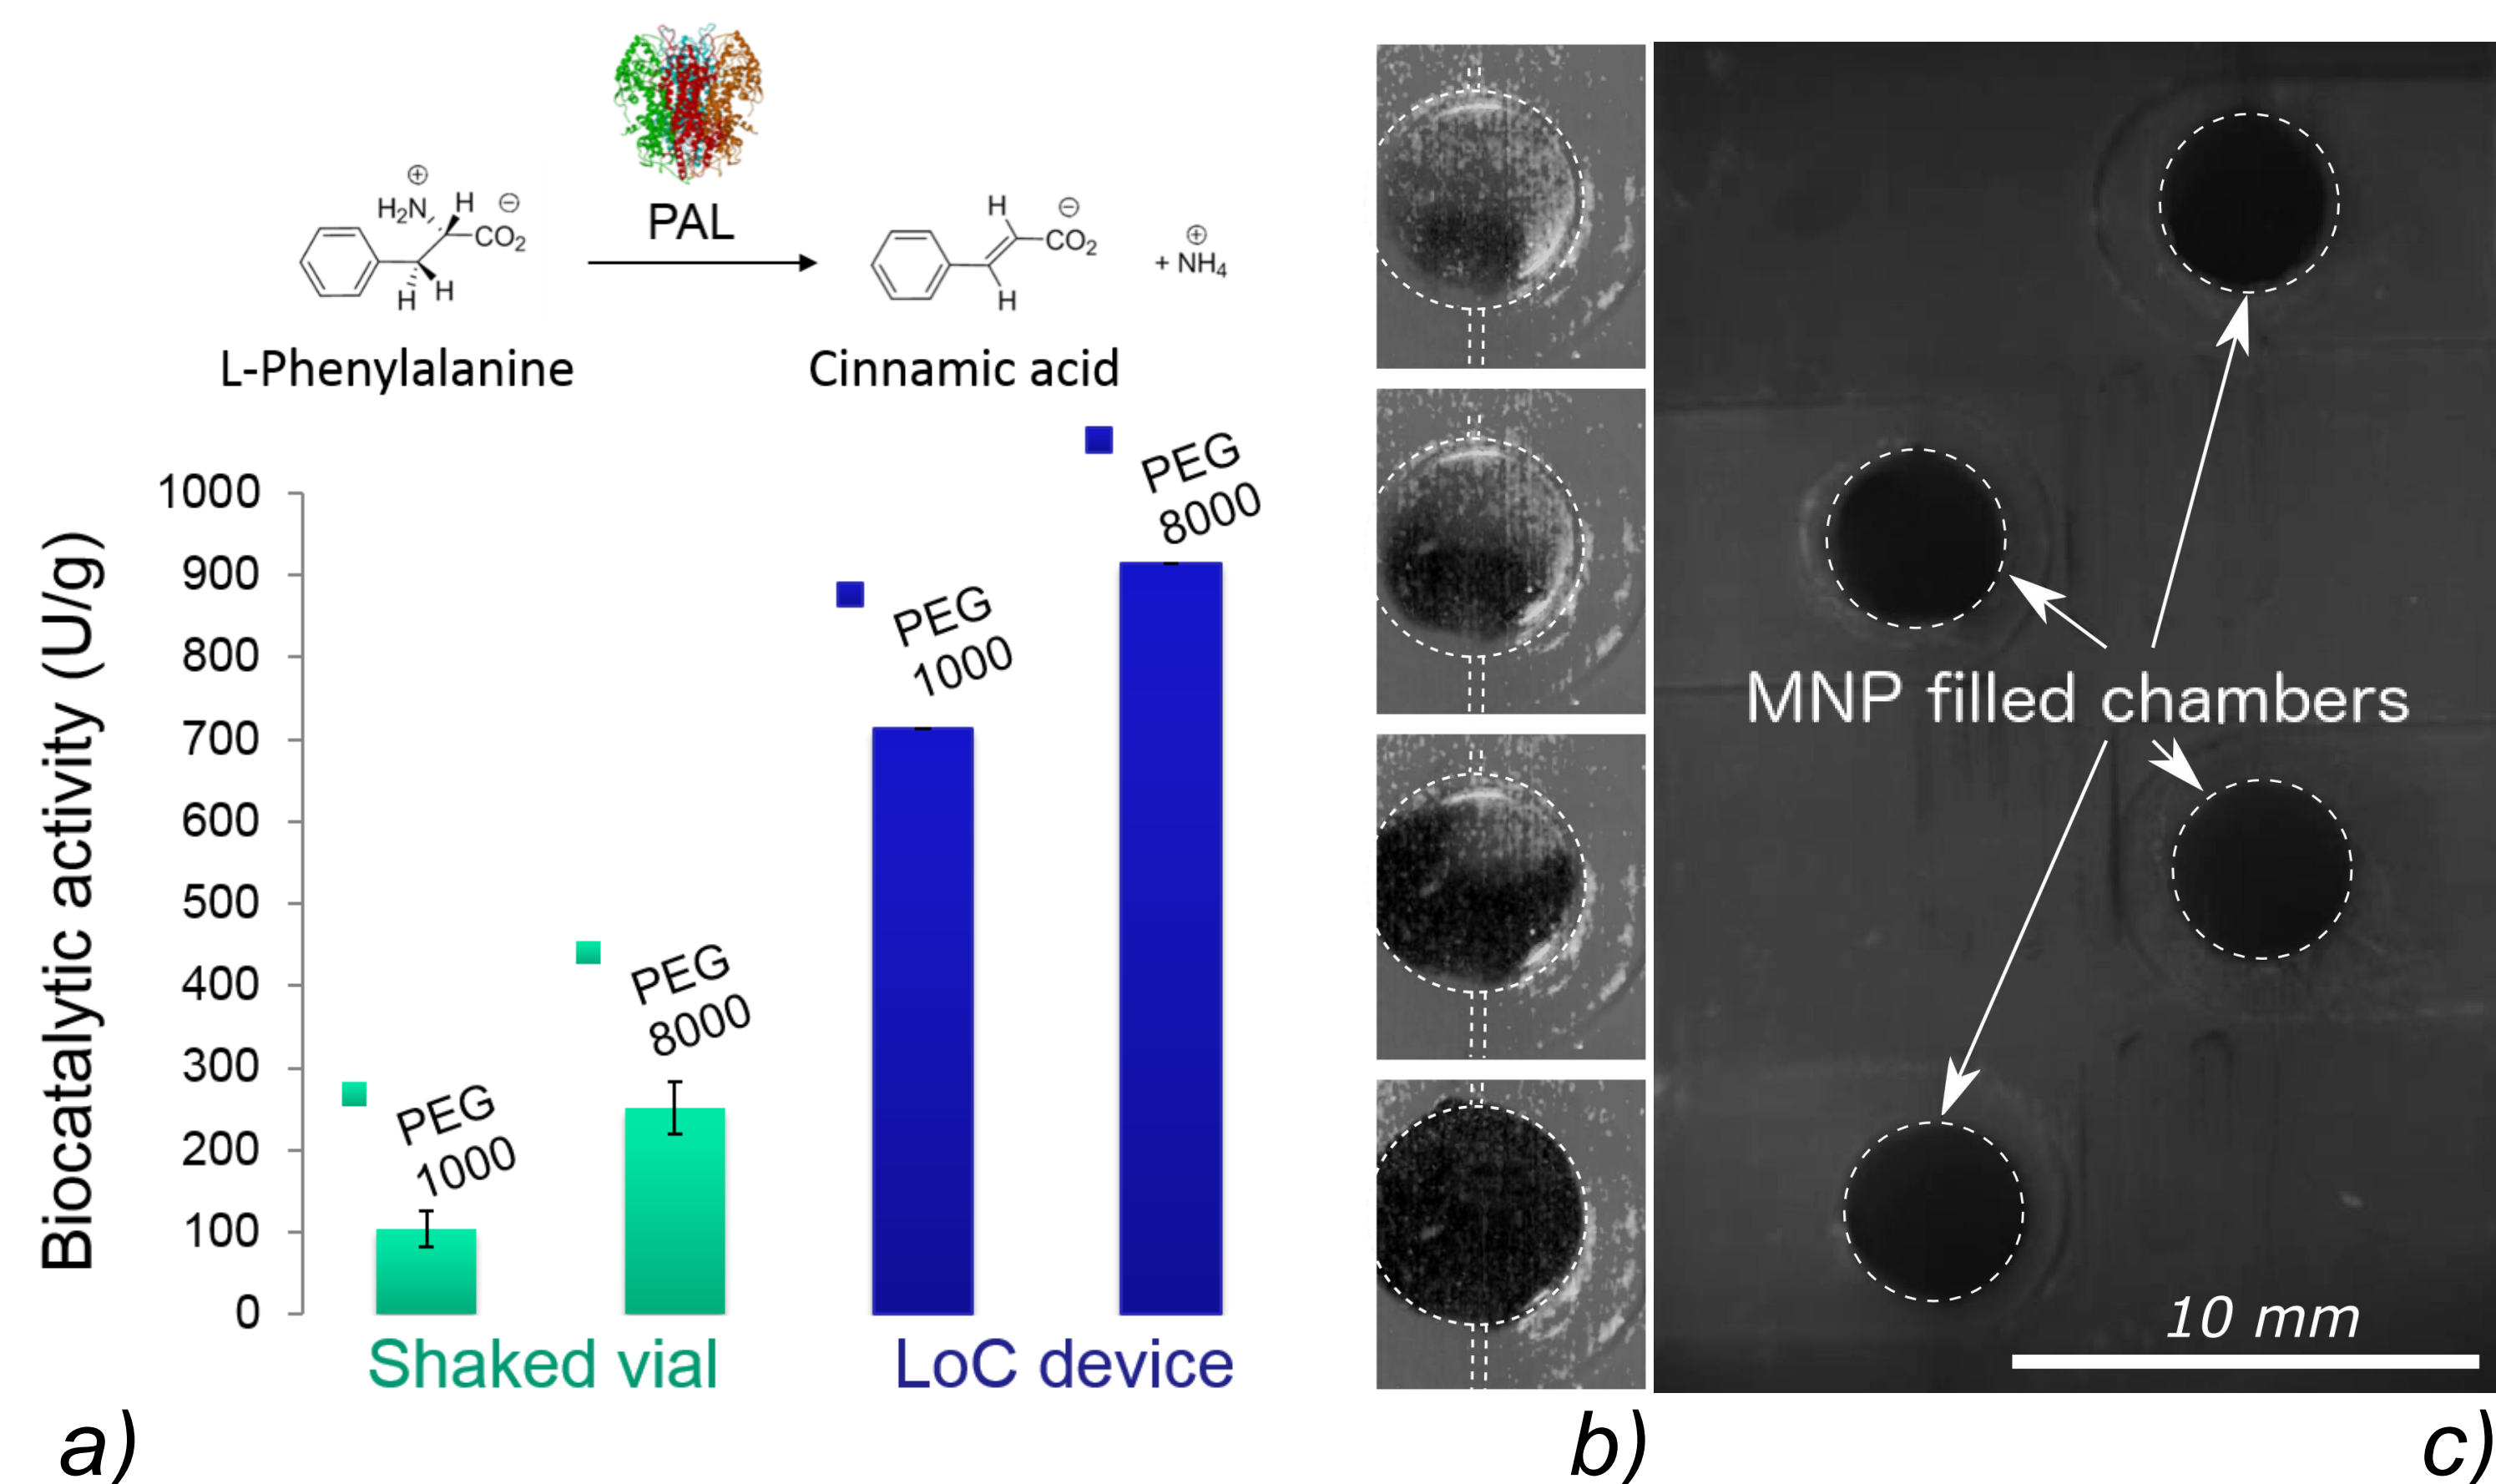 ⊕
H₂N H ⊖
CO₂
H H
PAL
H ⊖
CO₂
H
⊕
+ NH₄
L-Phenylalanine
Cinnamic acid
Biocatalytic activity (U/g)
1000
900
800
700
600
500
400
300
200
100
0
PEG
1000
PEG
8000
PEG
1000
PEG
8000
Shaked vial
LoC device
a)
b)
MNP filled chambers
10 mm
c)